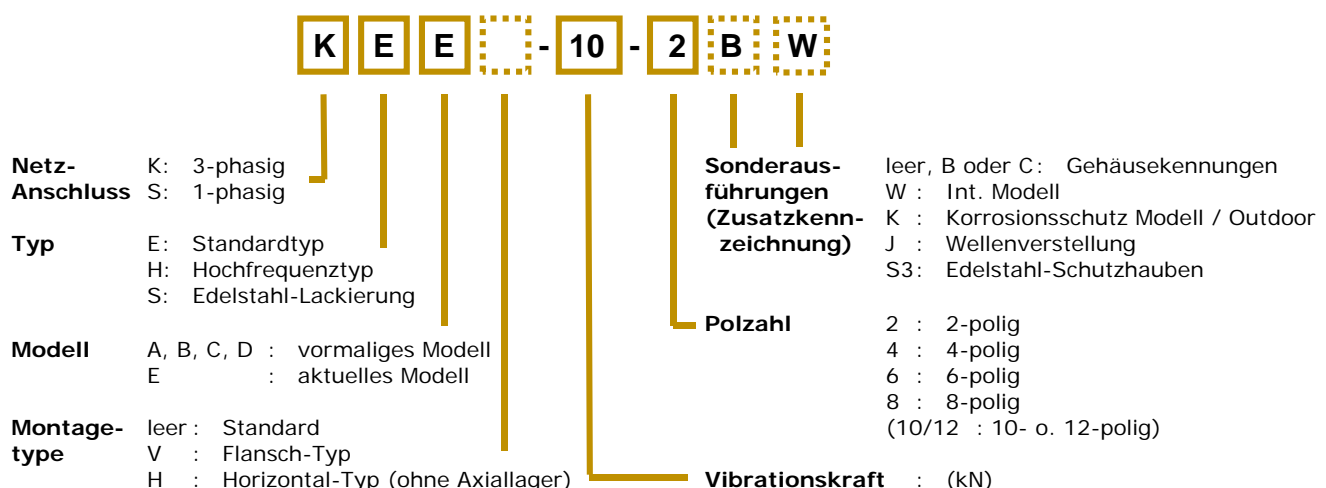 K E E - 10 - 2 B W
Netz- K: 3-phasig
Anschluss S: 1-phasig
Typ E: Standardtyp
H: Hochfrequenztyp
S: Edelstahl-Lackierung
Modell A, B, C, D : vormaliges Modell
E : aktuelles Modell
Montage- leer : Standard
type V : Flansch-Typ
H : Horizontal-Typ (ohne Axiallager)
Sonderaus- leer, B oder C: Gehäusekennungen
führungen W : Int. Modell
(Zusatzkenn- K : Korrosionsschutz Modell / Outdoor
zeichnung) J : Wellenverstellung
S3: Edelstahl-Schutzhauben
Polzahl 2 : 2-polig
4 : 4-polig
6 : 6-polig
8 : 8-polig
(10/12 : 10- o. 12-polig)
Vibrationskraft : (kN)